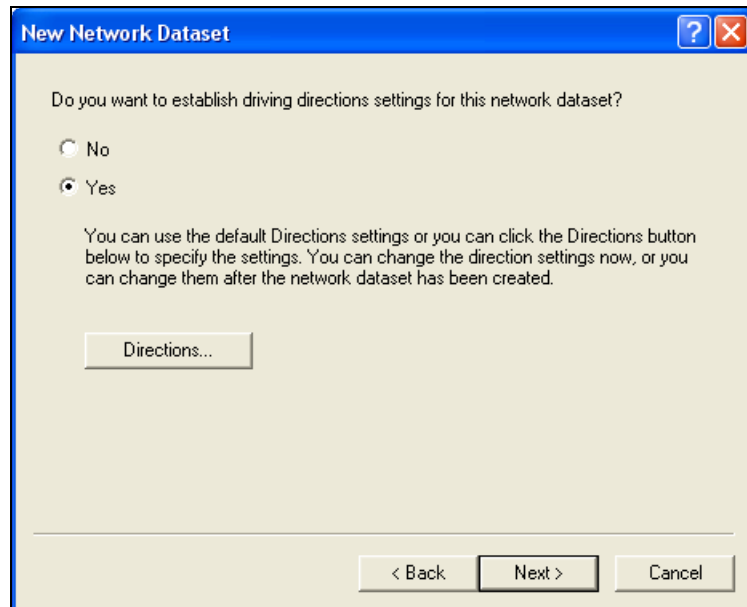 New Network Dataset
Do you want to establish driving directions settings for this network dataset?
No
Yes
You can use the default Directions settings or you can click the Directions button
below to specify the settings. You can change the direction settings now, or you
can change them after the network dataset has been created.
Directions...
< Back
Next >
Cancel